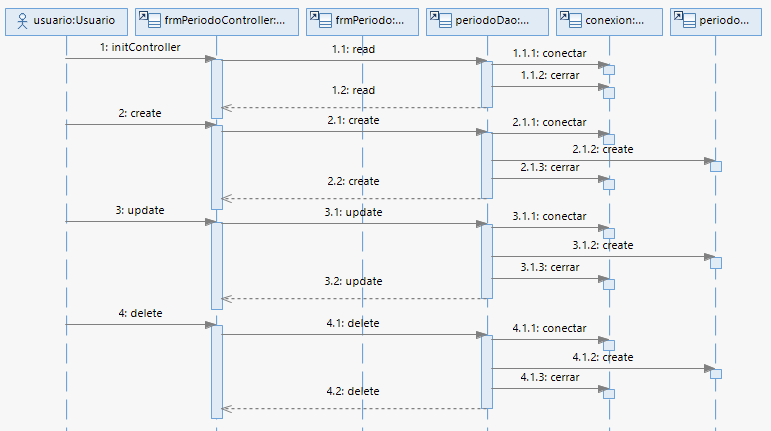 usuario:Usuario
frmPeriodoController:...
frmPeriodo:...
periodoDao:...
conexion:...
periodo...
1: initController
1.1: read
1.1.1: conectar
1.1.2: cerrar
1.2: read
2: create
2.1: create
2.1.1: conectar
2.1.2: create
2.1.3: cerrar
2.2: create
3: update
3.1: update
3.1.1: conectar
3.1.2: create
3.1.3: cerrar
3.2: update
4: delete
4.1: delete
4.1.1: conectar
4.1.2: create
4.1.3: cerrar
4.2: delete